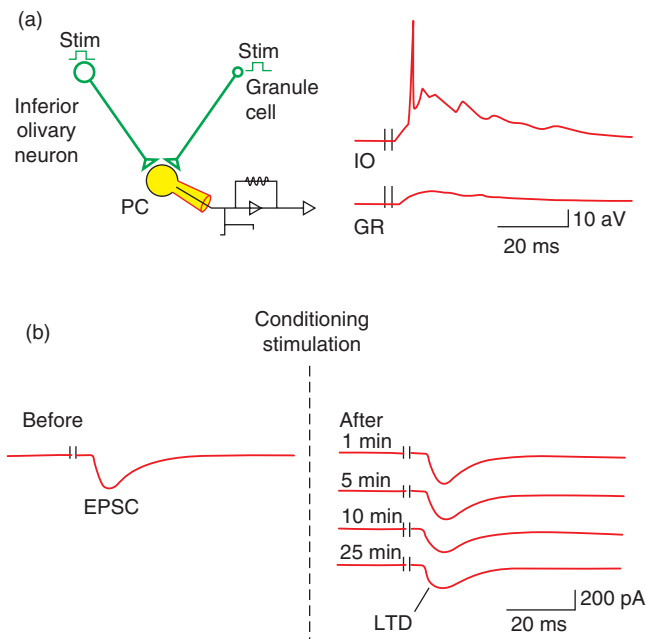 (a)
Stim
Stim
Granule
cell
Inferior
olivary
neuron
PC
IO
GR
10 aV
20 ms
(b)
Conditioning
stimulation
Before
EPSC
After
1 min
5 min
10 min
25 min
LTD
200 pA
20 ms